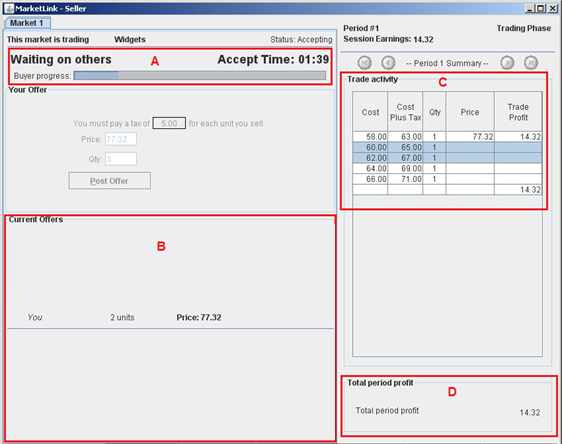 MarketLink - Seller
Market 1
This market is trading Widgets Status: Accepting
Waiting on others A Accept Time: 01:39
Buyer progress:
Your Offer
You must pay a tax of 5.00 for each unit you sell.
Price: 77.32
Qty: 3
Post Offer
Current Offers
B
You 2 units Price: 77.32
Period #1 Trading Phase
Session Earnings: 14.32
-- Period 1 Summary --
Trade activity C
Cost Cost Plus Tax Qty Price Trade Profit
58.00 63.00 1 77.32 14.32
60.00 65.00 1
62.00 67.00 1
64.00 69.00 1
66.00 71.00 1
14.32
Total period profit
D
Total period profit 14.32